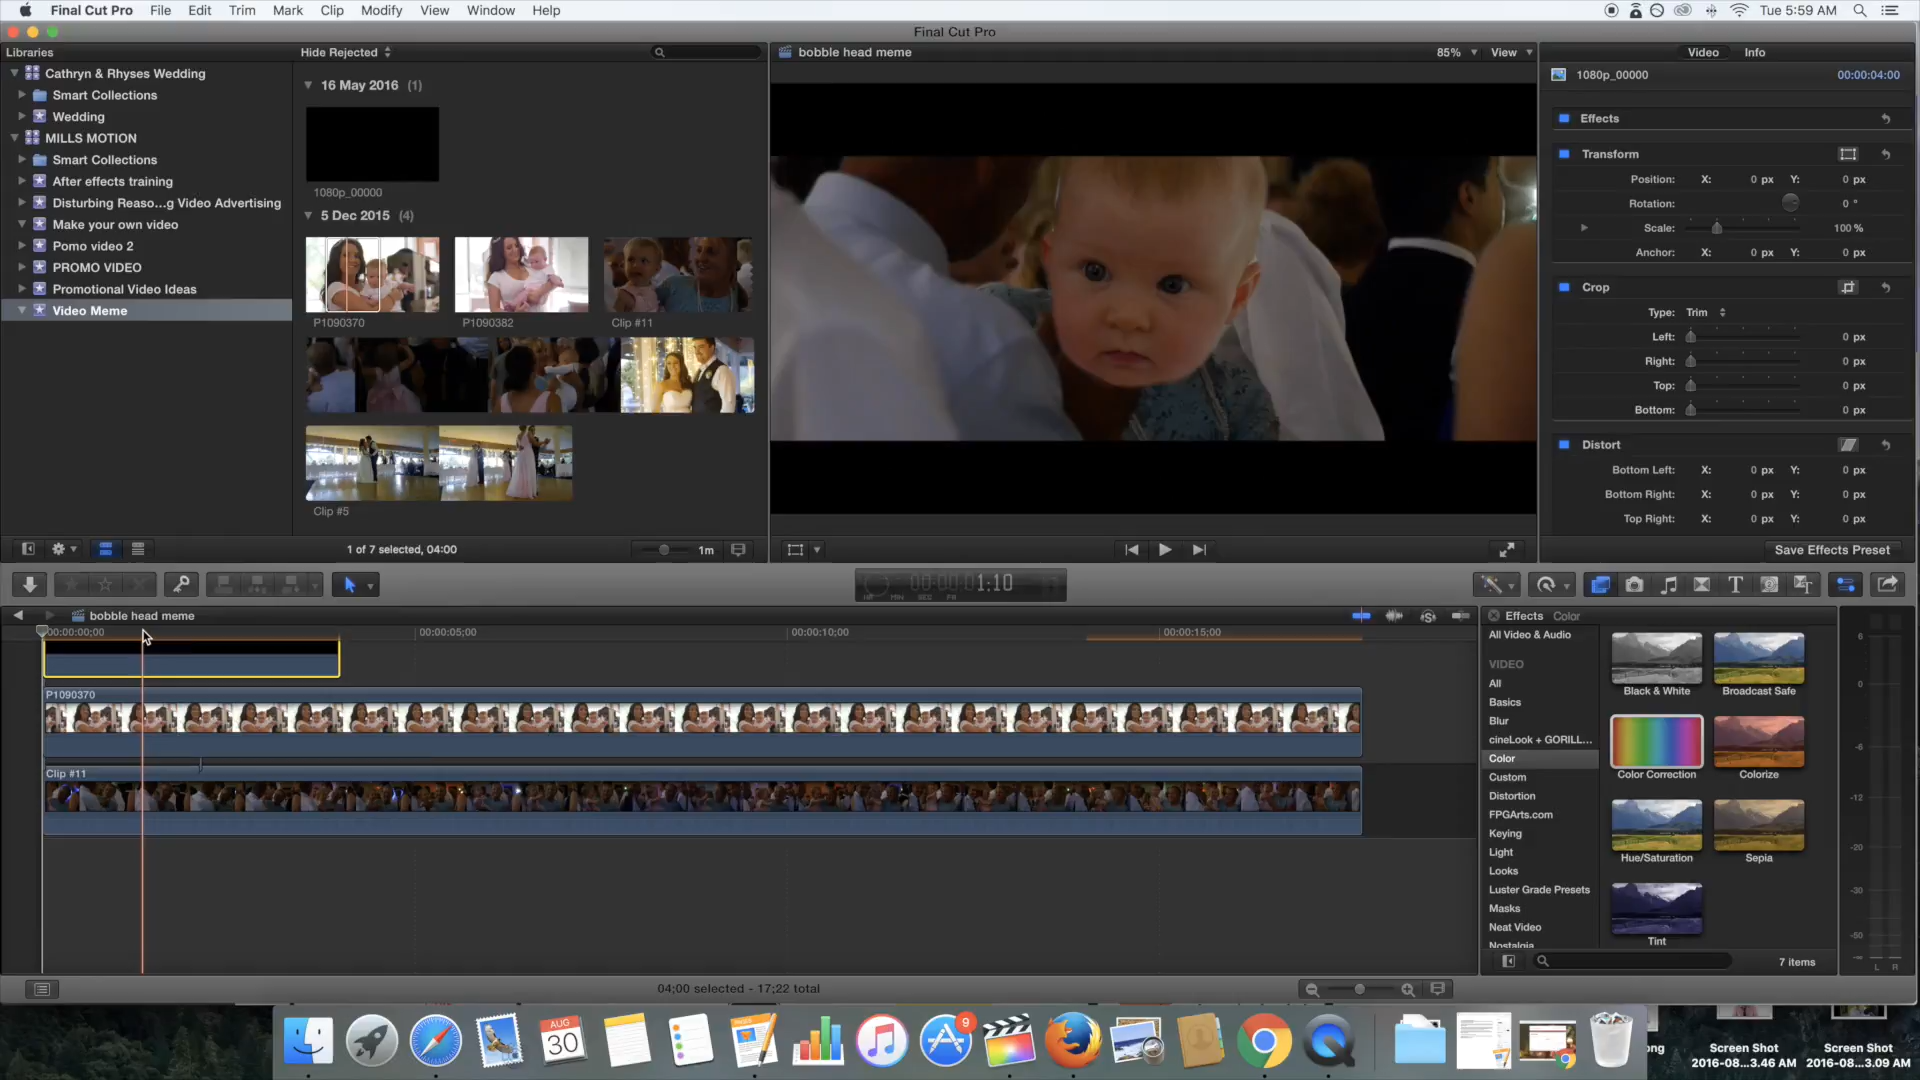 Final Cut Pro File Edit Trim Mark Clip Modify View Window Help Tue 5:59 AM
Final Cut Pro
Libraries
Hide Rejected
bobble head meme
85%
View
Video Info
Cathryn & Rhyses Wedding
Smart Collections
Wedding
MILLS MOTION
Smart Collections
After effects training
Disturbing Reaso...g Video Advertising
Make your own video
Pomo video 2
PROMO VIDEO
Promotional Video Ideas
Video Meme
16 May 2016 (1)
1080p_00000
5 Dec 2015 (4)
P1090370
P1090382
Clip #11
Clip #5
1080p_00000 00:00:04:00
Effects
Transform
Position: X: 0 px Y: 0 px
Rotation: 0 °
Scale: 100 %
Anchor: X: 0 px Y: 0 px
Crop
Type: Trim
Left: 0 px
Right: 0 px
Top: 0 px
Bottom: 0 px
Distort
Bottom Left: X: 0 px Y: 0 px
Bottom Right: X: 0 px Y: 0 px
Top Right: X: 0 px Y: 0 px
1 of 7 selected, 04:00
1m
Save Effects Preset
1:10
bobble head meme
00:00:00;00
00:00:05;00
00:00:10;00
00:00:15;00
P1090370
Clip #11
Effects Color
All Video & Audio
VIDEO
All
Basics
Blur
cineLook + GORILL...
Color
Custom
Distortion
FPGArts.com
Keying
Light
Looks
Luster Grade Presets
Masks
Neat Video
Nostalgia
Black & White
Broadcast Safe
Color Correction
Colorize
Hue/Saturation
Sepia
Tint
7 items
6
0
-6
-12
-20
-30
-50
L R
04;00 selected - 17;22 total
AUG
30
9
ong
Screen Shot
2016-08...3.46 AM
Screen Shot
2016-08...3.09 AM